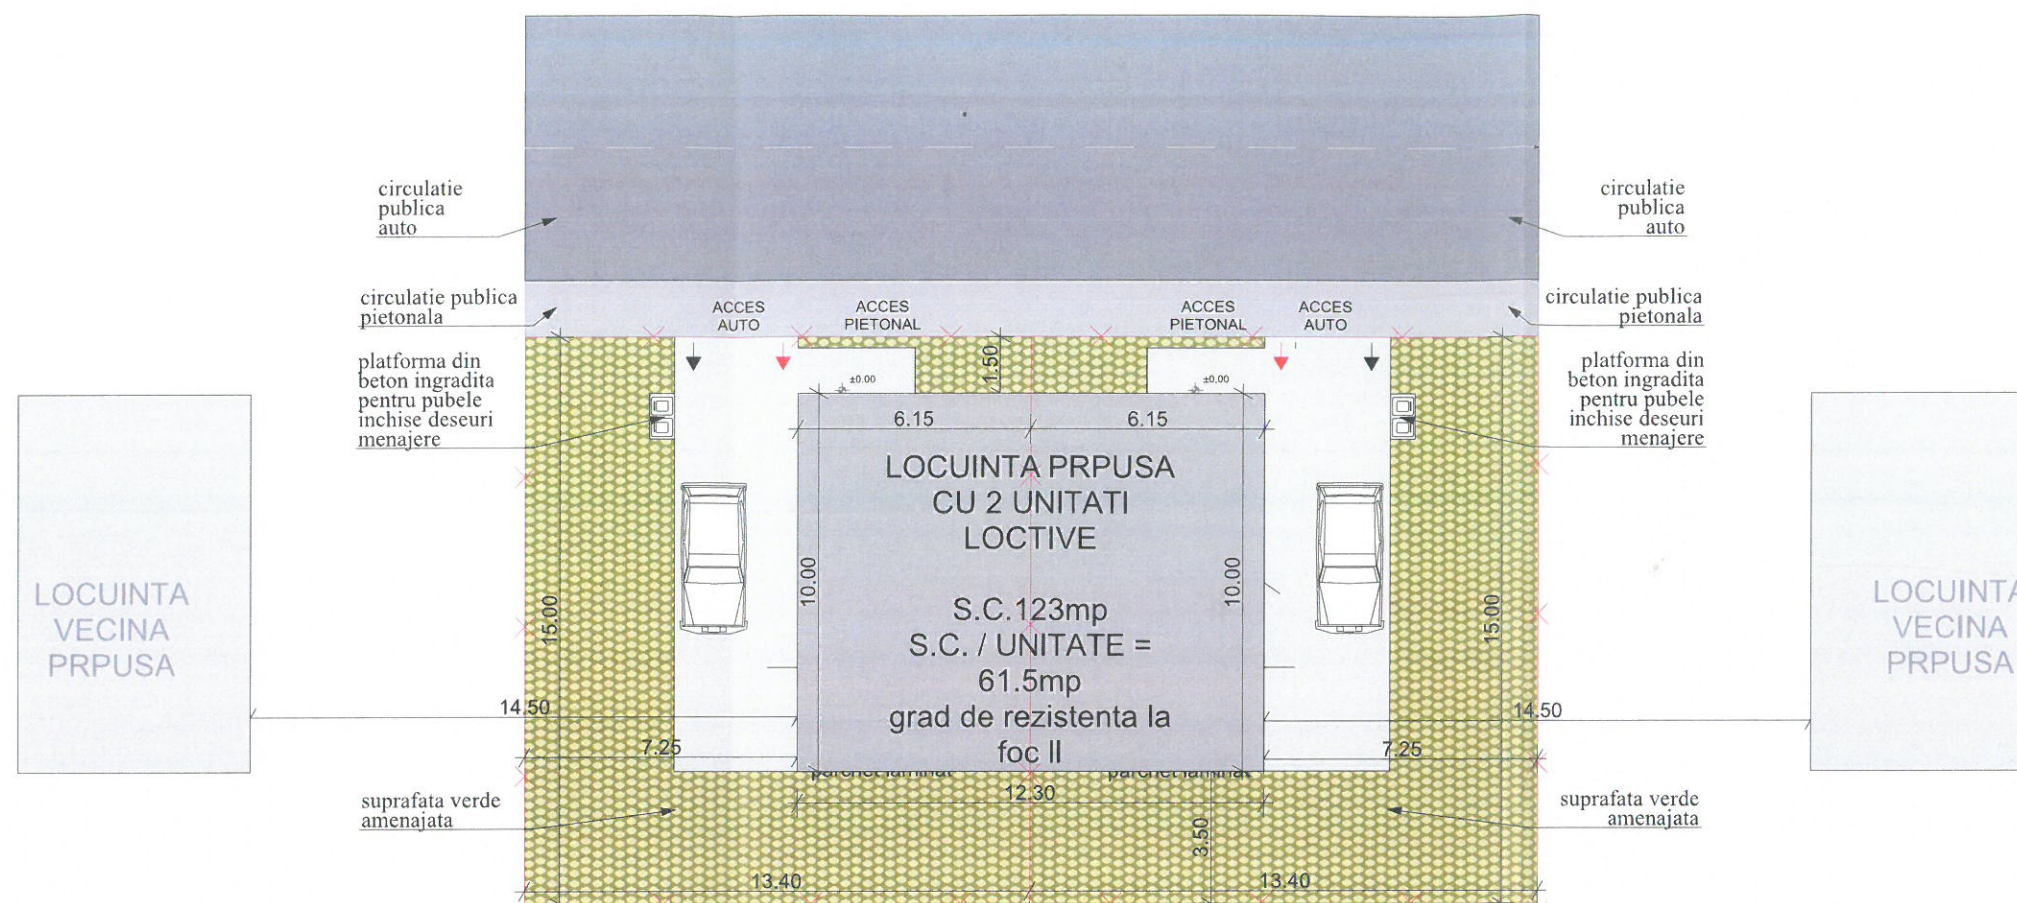 circulatie
publica
auto
circulatie
publica
auto
circulatie publica
pietonala
ACCES
AUTO
ACCES
PIETONAL
ACCES
PIETONAL
ACCES
AUTO
circulatie publica
pietonala
platforma din
beton ingradita
pentru pubele
inchise deseuri
menajere
1.50
±0.00
±0.00
platforma din
beton ingradita
pentru pubele
inchise deseuri
menajere
6.15
6.15
LOCUINTA PRPUSA
CU 2 UNITATI
LOCTIVE
S.C.123mp
S.C. / UNITATE =
61.5mp
grad de rezistenta la
foc II
10.00
10.00
15.00
15.00
LOCUINTA
VECINA
PRPUSA
LOCUINTA
VECINA
PRPUSA
14.50
14.50
7.25
7.25
parchet laminat
parchet laminat
12.30
suprafata verde
amenajata
suprafata verde
amenajata
3.50
13.40
13.40